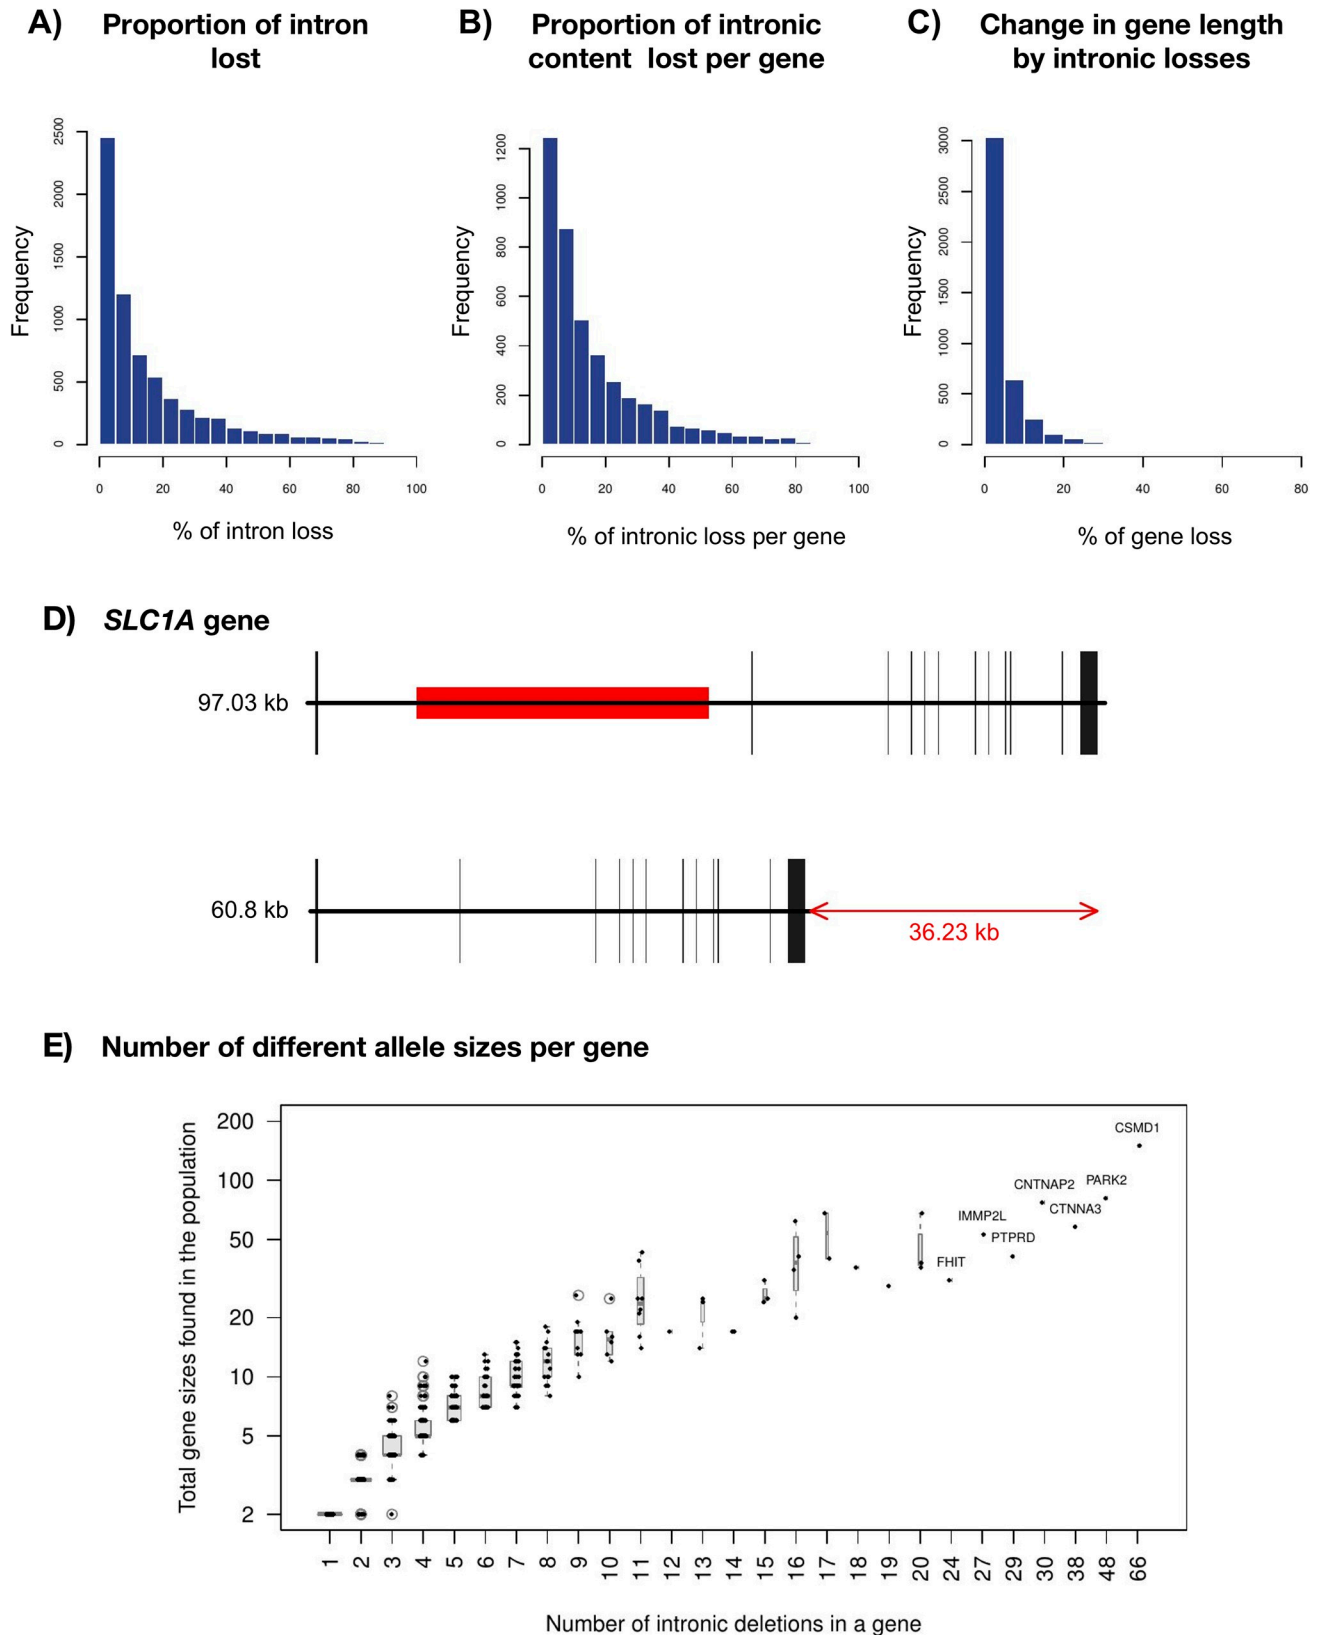 A) Proportion of intron
lost
B) Proportion of intronic
content lost per gene
C) Change in gene length
by intronic losses
Frequency
2500
2000
1500
1000
500
0
0 20 40 60 80 100
% of intron loss
Frequency
1200
1000
800
600
400
200
0
0 20 40 60 80 100
% of intronic loss per gene
Frequency
3000
2500
2000
1500
1000
500
0
0 20 40 60 80
% of gene loss
D) SLC1A gene
97.03 kb
60.8 kb
36.23 kb
E) Number of different allele sizes per gene
Total gene sizes found in the population
200
100
50
20
10
5
2
CSMD1
CNTNAP2
PARK2
IMMP2L
CTNNA3
PTPRD
FHIT
1 2 3 4 5 6 7 8 9 10 11 12 13 14 15 16 17 18 19 20 24 27 29 30 38 48 66
Number of intronic deletions in a gene